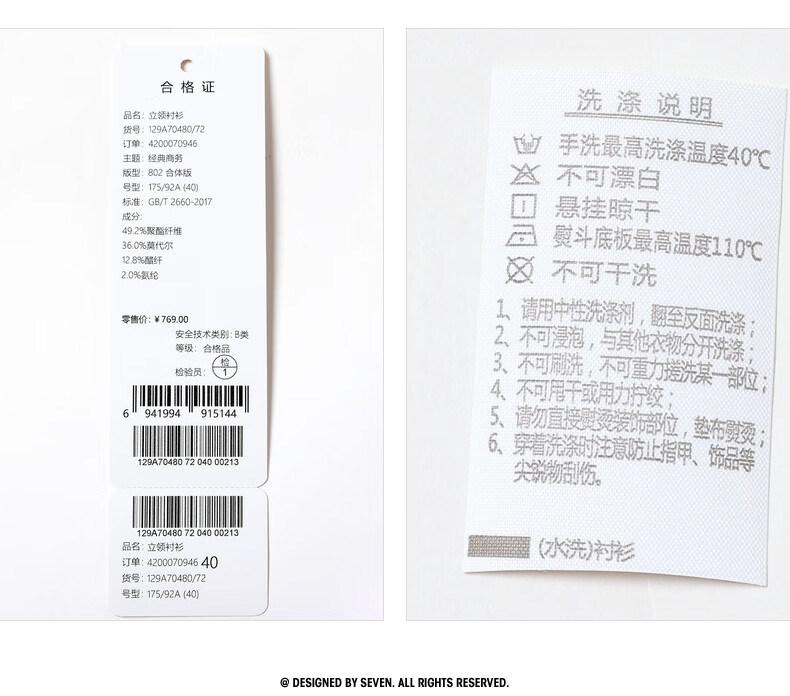 合格证
品名: 立领衬衫
货号: 129A70480/72
订单: 4200070946
主题: 经典商务
版型: 802 合体版
号型: 175/92A (40)
标准: GB/T 2660-2017
成分:
49.2%聚酯纤维
36.0%莫代尔
12.8%醋纤
2.0%氨纶
零售价: ¥769.00
安全技术类别: B类
等级: 合格品
检验员: 检 1
6 941994 915144
129A70480 72 040 00213
129A70480 72 040 00213
品名: 立领衬衫
订单: 4200070946 40
货号: 129A70480/72
号型: 175/92A (40)
洗涤说明
手洗最高洗涤温度40℃
不可漂白
悬挂晾干
熨斗底板最高温度110℃
不可干洗
1、请用中性洗涤剂，翻至反面洗涤；
2、不可浸泡，与其他衣物分开洗涤；
3、不可刷洗，不可重力搓洗某一部位；
4、不可甩干或用力拧绞；
5、请勿直接熨烫装饰部位，垫布熨烫；
6、穿着洗涤时注意防止指甲、饰品等
尖锐物刮伤。
(水洗)衬衫
@ DESIGNED BY SEVEN. ALL RIGHTS RESERVED.